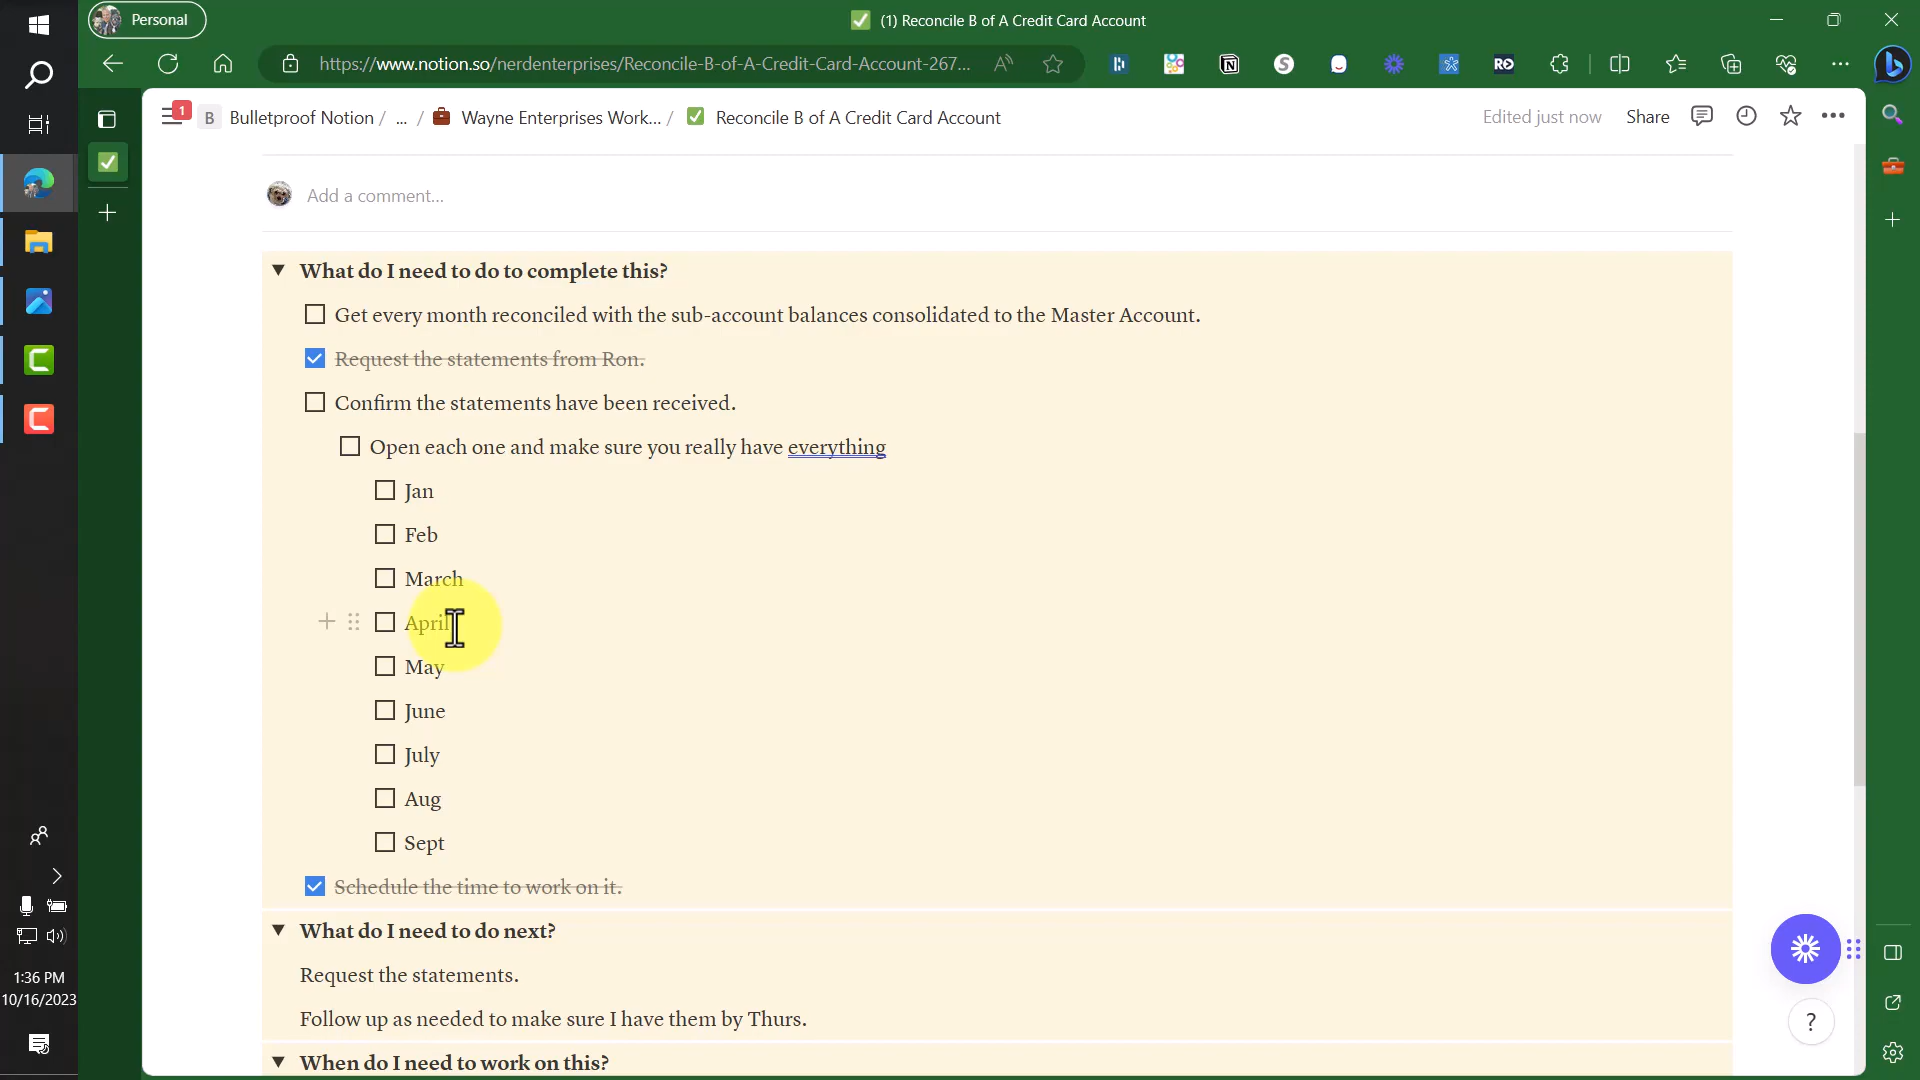 Personal
(1) Reconcile B of A Credit Card Account
https://www.notion.so/nerdenterprises/Reconcile-B-of-A-Credit-Card-Account-267...
1 B Bulletproof Notion / ... / Wayne Enterprises Work... / Reconcile B of A Credit Card Account Edited just now Share
Add a comment...
What do I need to do to complete this?
Get every month reconciled with the sub-account balances consolidated to the Master Account.
Request the statements from Ron.
Confirm the statements have been received.
Open each one and make sure you really have everything
Jan
Feb
March
April
May
June
July
Aug
Sept
Schedule the time to work on it.
What do I need to do next?
Request the statements.
Follow up as needed to make sure I have them by Thurs.
When do I need to work on this?
1:36 PM
10/16/2023
?